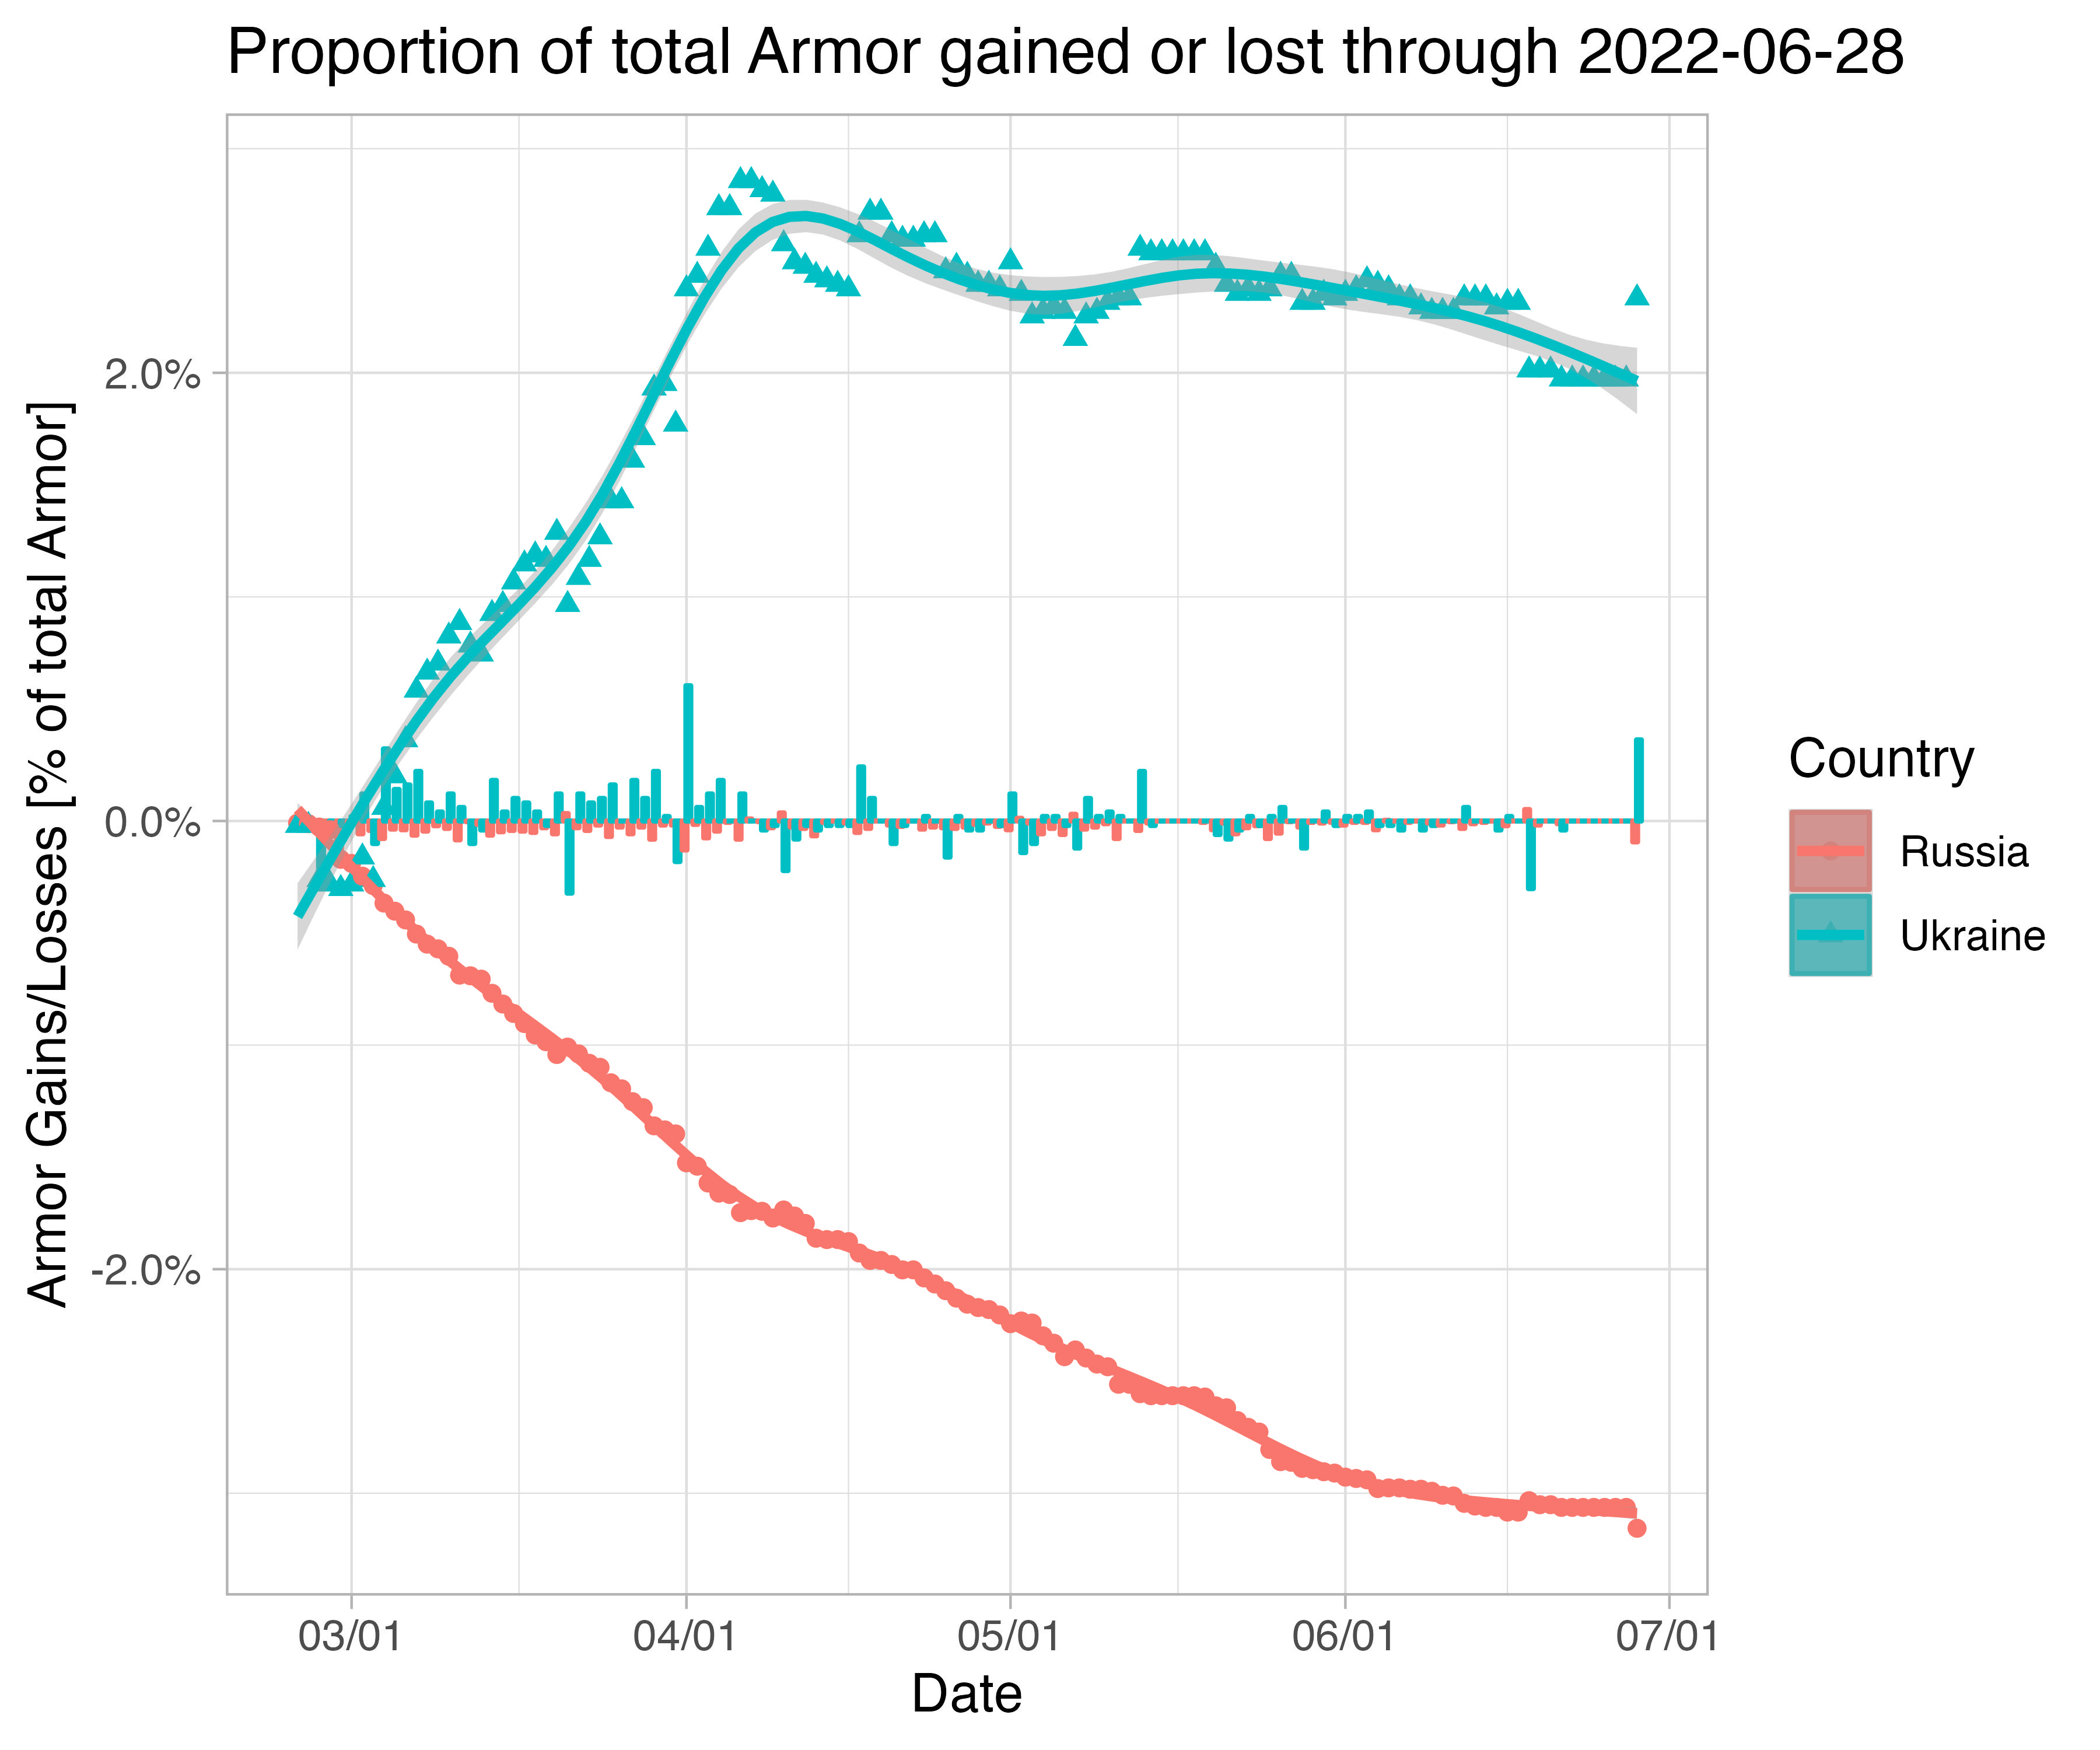 Proportion of total Armor gained or lost through 2022-06-28
Armor Gains/Losses [% of total Armor]
2.0%
0.0%
-2.0%
03/01
04/01
05/01
06/01
07/01
Date
Country
Russia
Ukraine